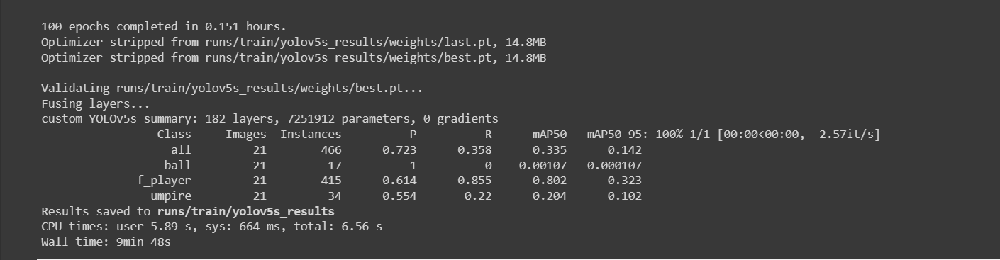 100 epochs completed in 0.151 hours.
Optimizer stripped from runs/train/yolov5s_results/weights/last.pt, 14.8MB
Optimizer stripped from runs/train/yolov5s_results/weights/best.pt, 14.8MB
Validating runs/train/yolov5s_results/weights/best.pt...
Fusing layers...
custom_YOLOv5s summary: 182 layers, 7251912 parameters, 0 gradients
Class Images Instances P R mAP50 mAP50-95: 100% 1/1 [00:00<00:00, 2.57it/s]
all 21 466 0.723 0.358 0.335 0.142
ball 21 17 1 0 0.00107 0.000107
f_player 21 415 0.614 0.855 0.802 0.323
umpire 21 34 0.554 0.22 0.204 0.102
Results saved to runs/train/yolov5s_results
CPU times: user 5.89 s, sys: 664 ms, total: 6.56 s
Wall time: 9min 48s